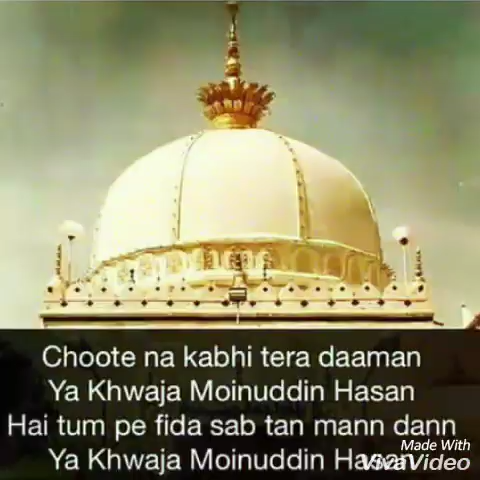 Choote na kabhi tera daaman
Ya Khwaja Moinuddin Hasan
Hai tum pe fida sab tan mann dann
Ya Khwaja Moinuddin Hasan
Made With
VivaVideo